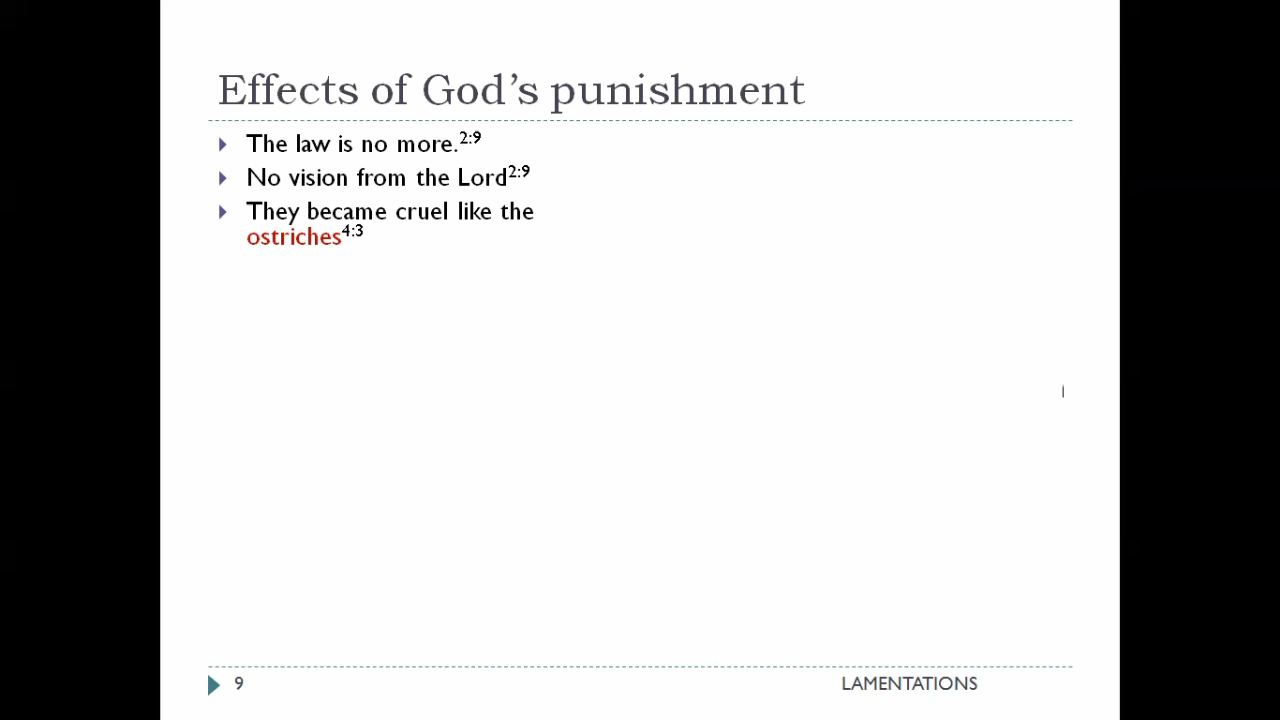 Effects of God's punishment
The law is no more.2:9
No vision from the Lord2:9
They became cruel like the
ostriches4:3
9
LAMENTATIONS